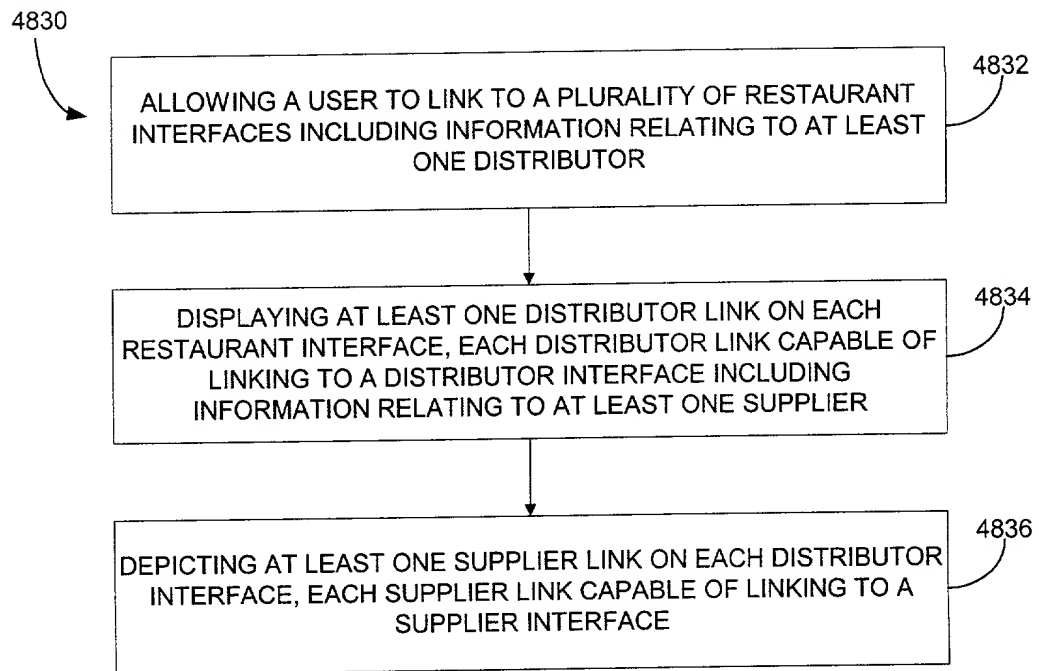 4830
4832
ALLOWING A USER TO LINK TO A PLURALITY OF RESTAURANT
INTERFACES INCLUDING INFORMATION RELATING TO AT LEAST
ONE DISTRIBUTOR
4834
DISPLAYING AT LEAST ONE DISTRIBUTOR LINK ON EACH
RESTAURANT INTERFACE, EACH DISTRIBUTOR LINK CAPABLE OF
LINKING TO A DISTRIBUTOR INTERFACE INCLUDING
INFORMATION RELATING TO AT LEAST ONE SUPPLIER
4836
DEPICTING AT LEAST ONE SUPPLIER LINK ON EACH DISTRIBUTOR
INTERFACE, EACH SUPPLIER LINK CAPABLE OF LINKING TO A
SUPPLIER INTERFACE